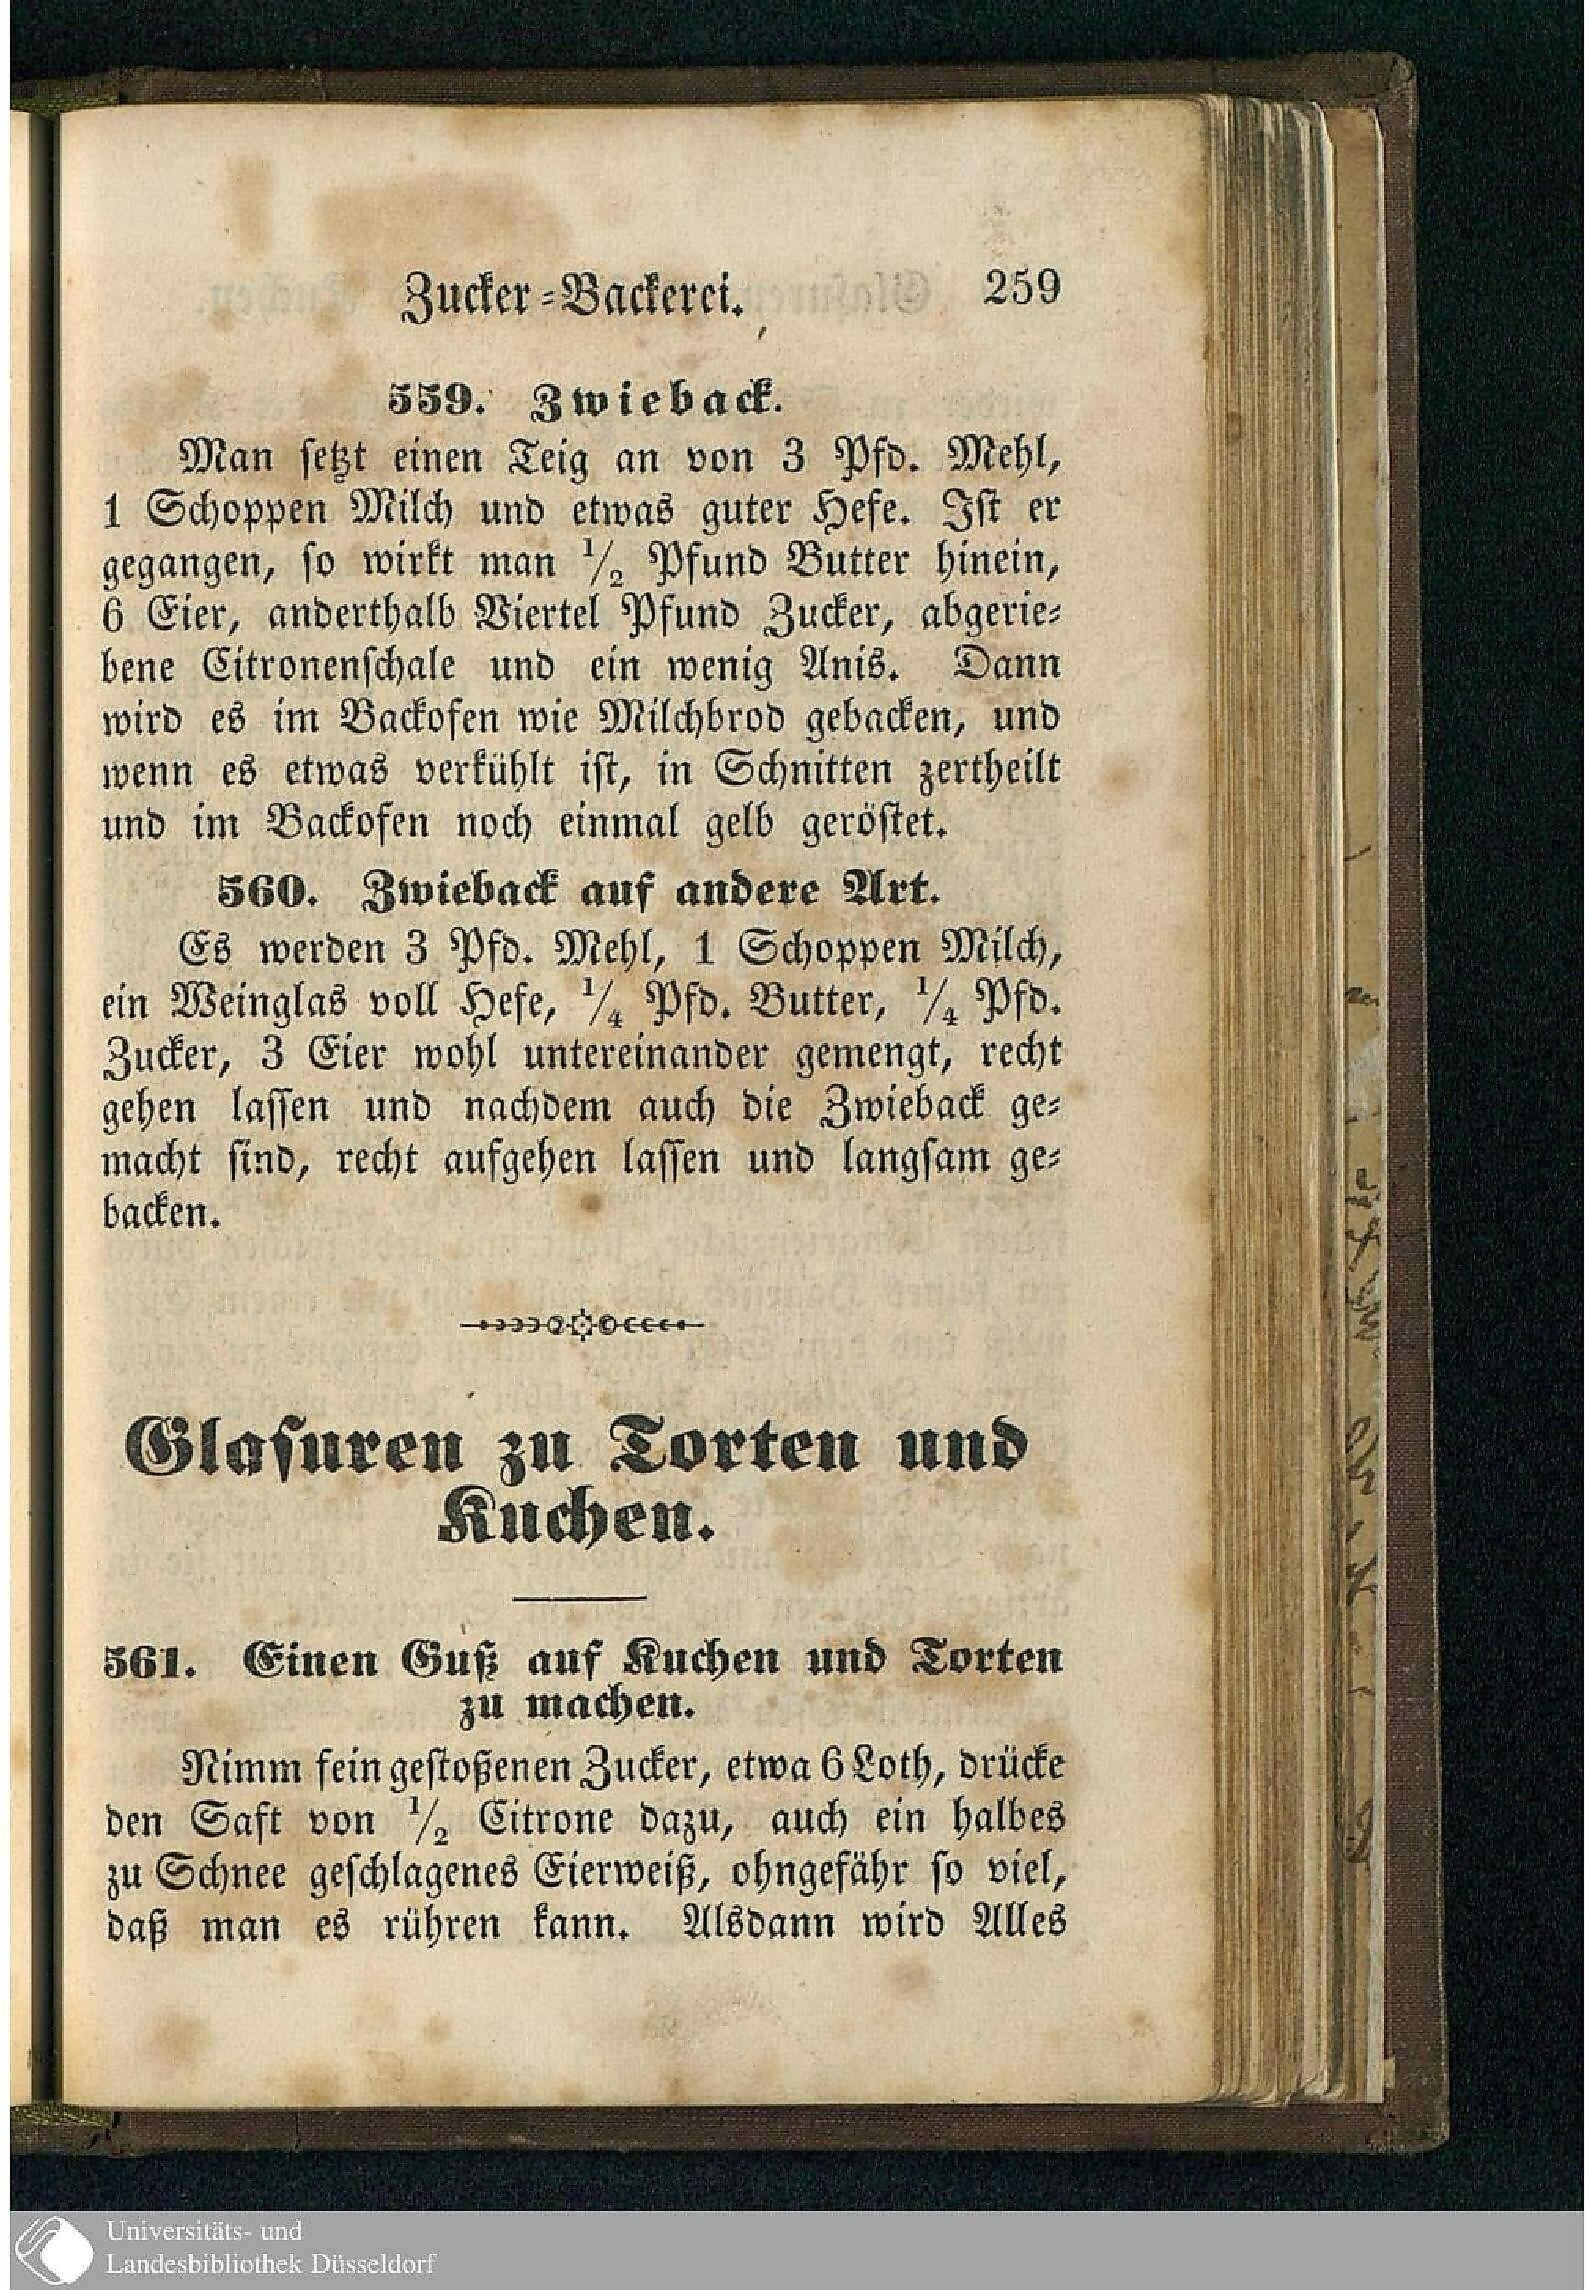 Zucker-Backerei. 259
559. Zwieback.
Man setzt einen Teig an von 3 Pfd. Mehl,
1 Schoppen Milch und etwas guter Hefe. Ist er
gegangen, so wirkt man 1/2 Pfund Butter hinein,
6 Eier, anderthalb Viertel Pfund Zucker, abgerie-
bene Citronenschale und ein wenig Anis. Dann
wird es im Backofen wie Milchbrod gebacken, und
wenn es etwas verkühlt ist, in Schnitten zertheilt
und im Backofen noch einmal gelb geröstet.
560. Zwieback auf andere Art.
Es werden 3 Pfd. Mehl, 1 Schoppen Milch,
ein Weinglas voll Hefe, 1/4 Pfd. Butter, 1/4 Pfd.
Zucker, 3 Eier wohl untereinander gemengt, recht
gehen lassen und nachdem auch die Zwieback ge-
macht sind, recht aufgehen lassen und langsam ge-
backen.
Glasuren zu Torten und
Kuchen.
561. Einen Guß auf Kuchen und Torten
zu machen.
Nimm fein gestoßenen Zucker, etwa 6 Loth, drücke
den Saft von 1/2 Citrone dazu, auch ein halbes
zu Schnee geschlagenes Eierweiß, ohngefähr so viel,
daß man es rühren kann. Alsdann wird Alles
Universitäts- und
Landesbibliothek Düsseldorf